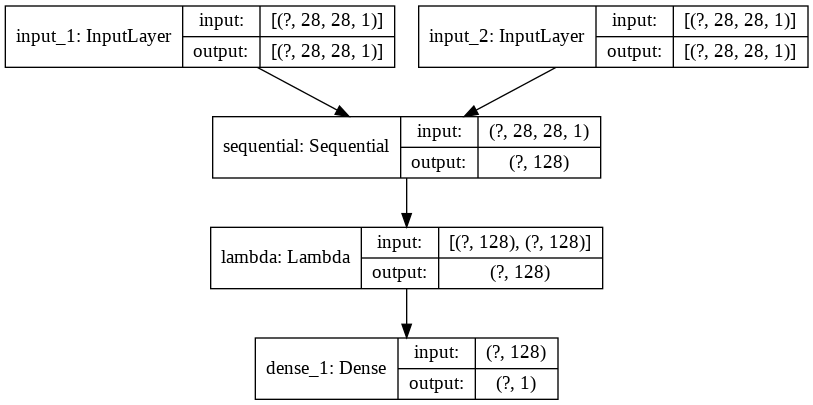 input_1: InputLayer
input:
[(?, 28, 28, 1)]
output:
[(?, 28, 28, 1)]
input_2: InputLayer
input:
[(?, 28, 28, 1)]
output:
[(?, 28, 28, 1)]
sequential: Sequential
input:
(?, 28, 28, 1)
output:
(?, 128)
lambda: Lambda
input:
[(?, 128), (?, 128)]
output:
(?, 128)
dense_1: Dense
input:
(?, 128)
output:
(?, 1)